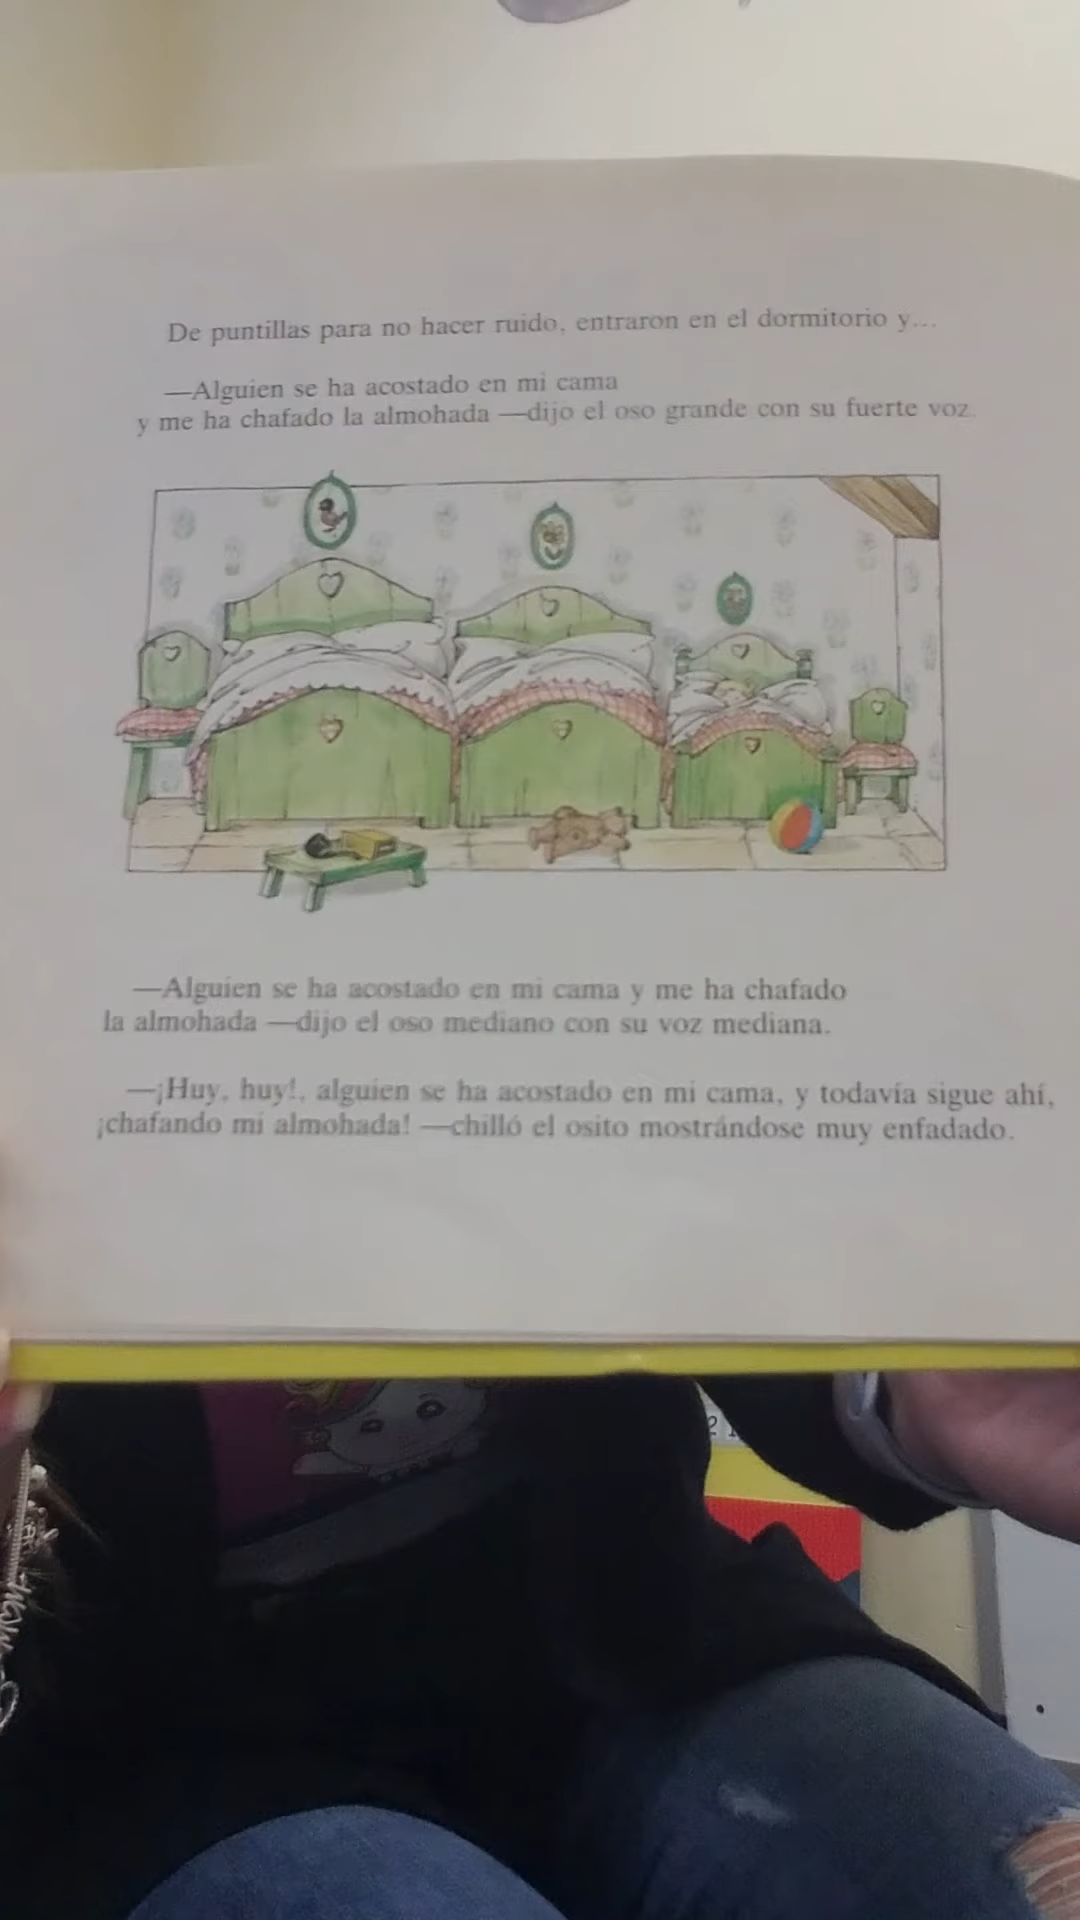 De puntillas para no hacer ruido, entraron en el dormitorio y...
—Alguien se ha acostado en mi cama
y me ha chafado la almohada —dijo el oso grande con su fuerte voz.
—Alguien se ha acostado en mi cama y me ha chafado
la almohada —dijo el oso mediano con su voz mediana.
—¡Huy, huy!, alguien se ha acostado en mi cama, y todavía sigue ahí,
¡chafando mi almohada! —chilló el osito mostrándose muy enfadado.